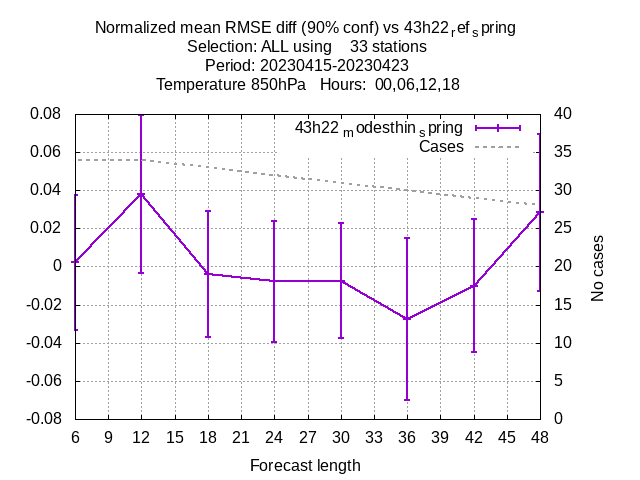 Normalized mean RMSE diff (90% conf) vs 43h22refspring
Selection: ALL using 33 stations
Period: 20230415-20230423
Temperature 850hPa Hours: 00,06,12,18
43h22modesthinspring
Cases
0.08
0.06
0.04
0.02
0
-0.02
-0.04
-0.06
-0.08
40
35
30
25
20
15
10
5
0
No cases
6 9 12 15 18 21 24 27 30 33 36 39 42 45 48
Forecast length